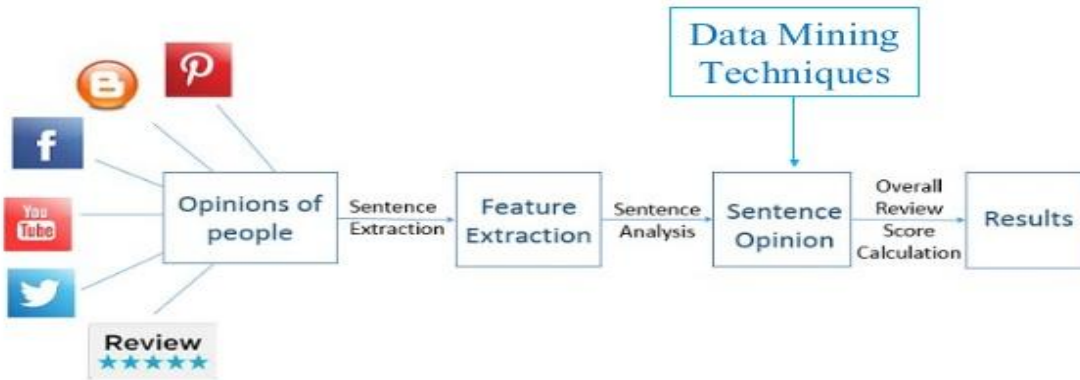 Data Mining
Techniques
f
You
Tube
Review
Opinions of
people
Sentence
Extraction
Feature
Extraction
Sentence
Analysis
Sentence
Opinion
Overall
Review
Score
Calculation
Results